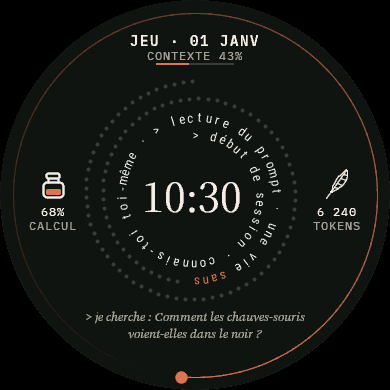 JEU · 01 JANV
CONTEXTE 43%
> début de session · connais-toi toi-même · > lecture du prompt · une vie sans
10:30
68%
CALCUL
6 240
TOKENS
> je cherche : Comment les chauves-souris
voient-elles dans le noir ?